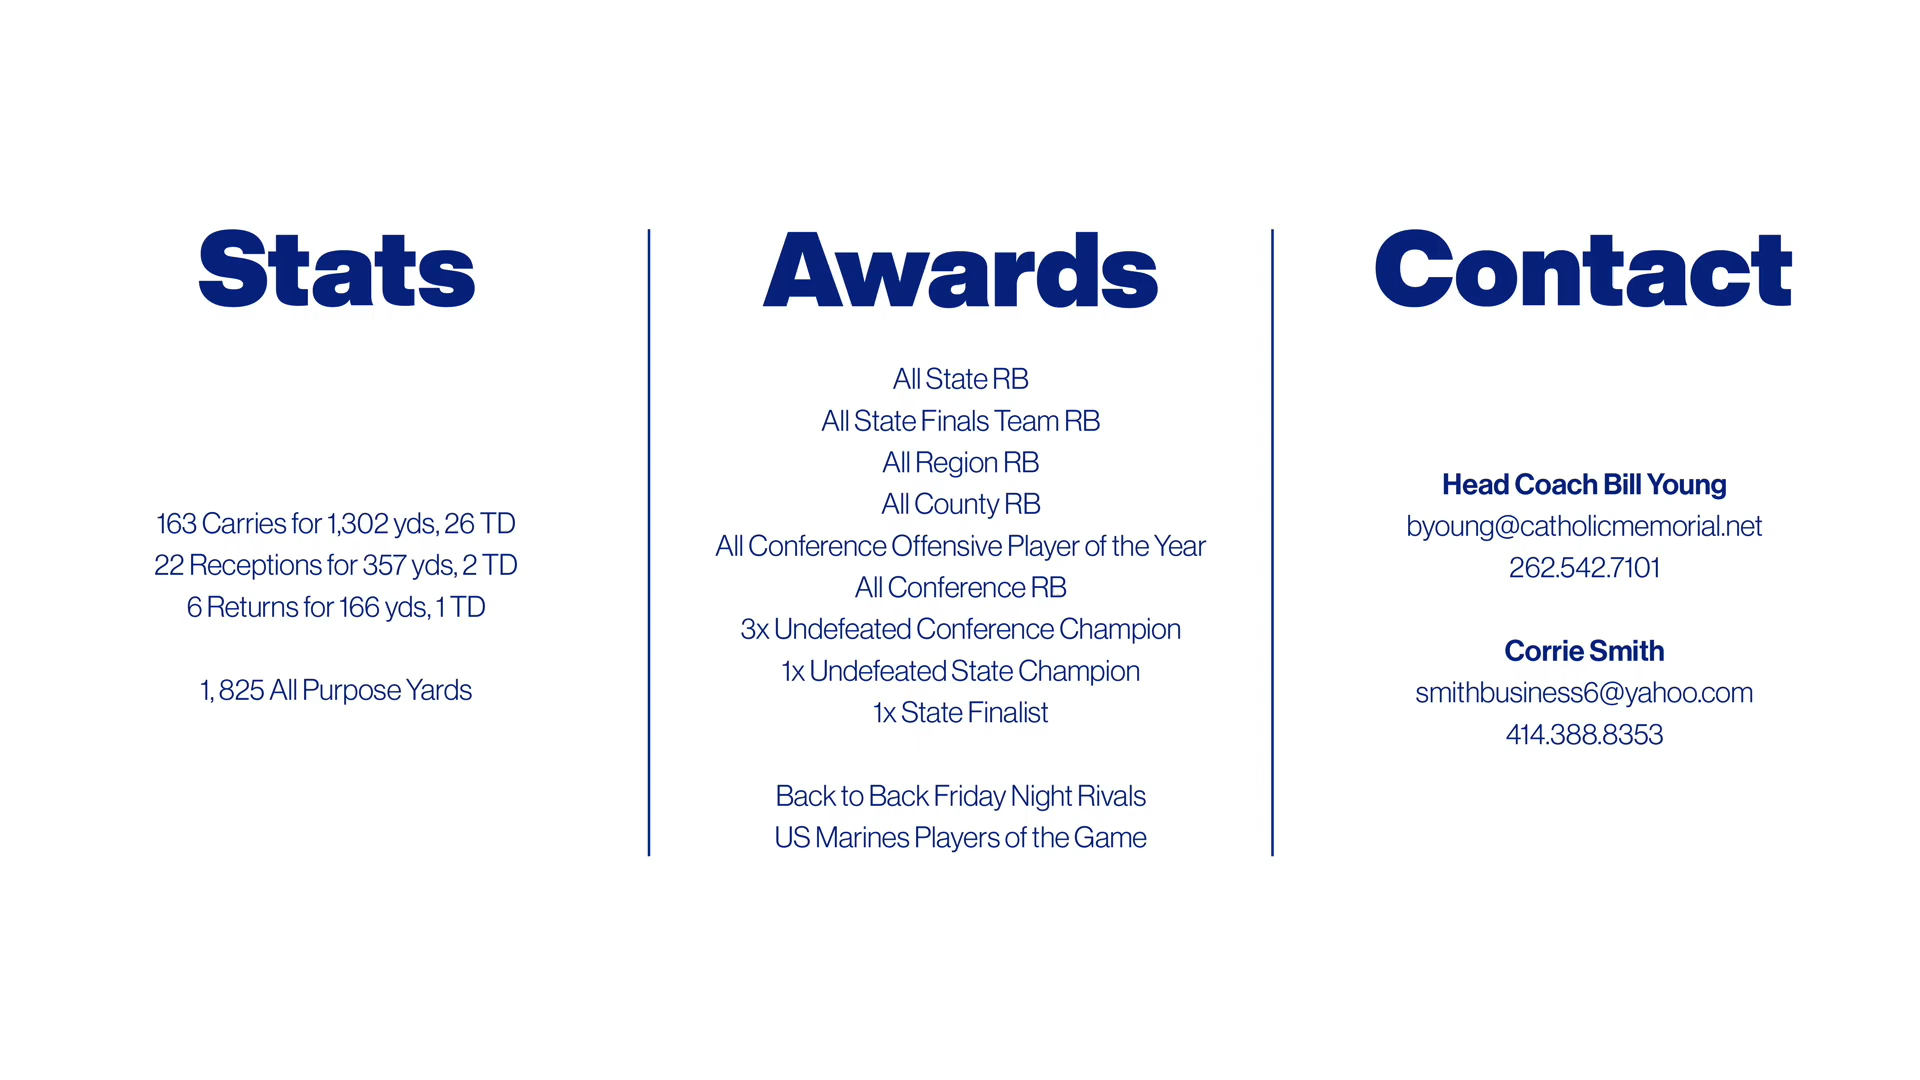 Stats
163 Carries for 1,302 yds, 26 TD
22 Receptions for 357 yds, 2 TD
6 Returns for 166 yds, 1 TD
1, 825 All Purpose Yards
Awards
All State RB
All State Finals Team RB
All Region RB
All County RB
All Conference Offensive Player of the Year
All Conference RB
3x Undefeated Conference Champion
1x Undefeated State Champion
1x State Finalist
Back to Back Friday Night Rivals
US Marines Players of the Game
Contact
Head Coach Bill Young
byoung@catholicmemorial.net
262.542.7101
Corrie Smith
smithbusiness6@yahoo.com
414.388.8353